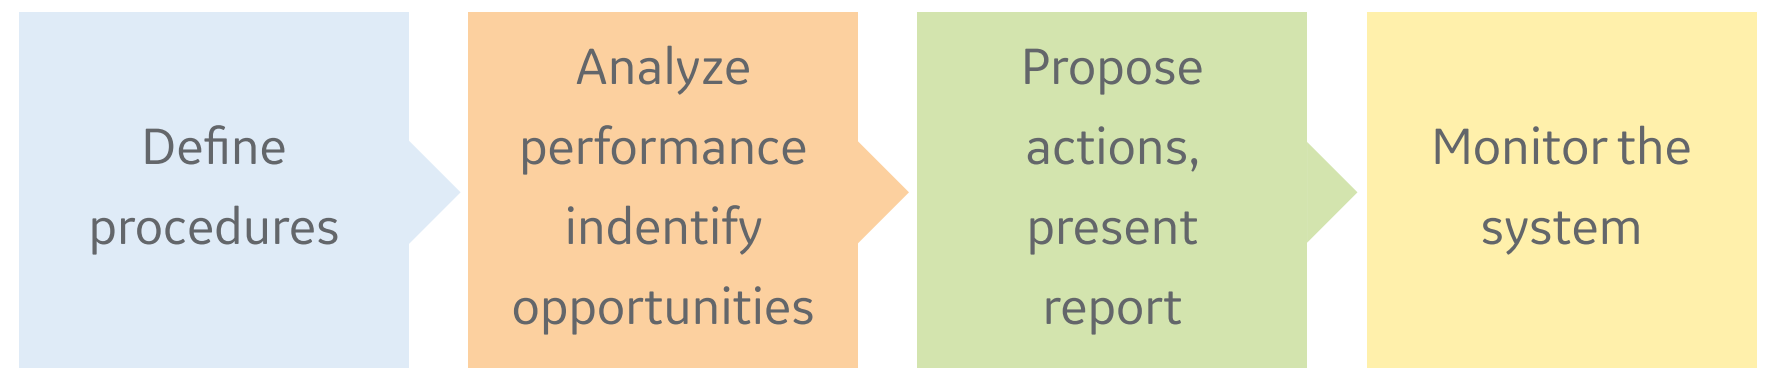 Define
procedures
Analyze
performance
indentify
opportunities
Propose
actions,
present
report
Monitor the
system